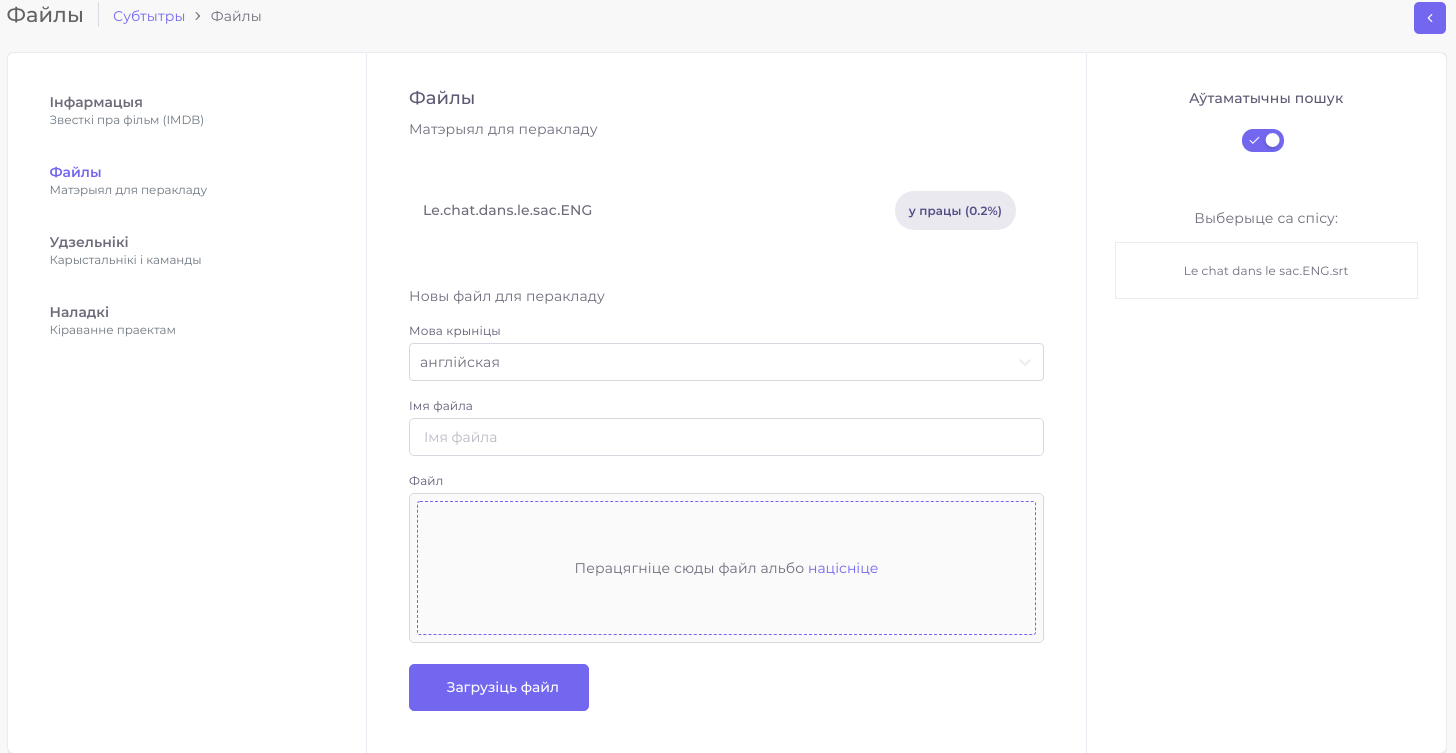 Файлы
Субтытры > Файлы
Інфармацыя
Звесткі пра фільм (IMDB)
Файлы
Матэрыял для перакладу
Удзельнікі
Карыстальнікі і каманды
Наладкі
Кіраванне праектам
Файлы
Матэрыял для перакладу
Le.chat.dans.le.sac.ENG
у працы (0.2%)
Новы файл для перакладу
Мова крыніцы
англійская
Імя файла
Імя файла
Файл
Перацягніце сюды файл альбо націсніце
Загрузіць файл
Аўтаматычны пошук
Выберыце са спісу:
Le chat dans le sac.ENG.srt